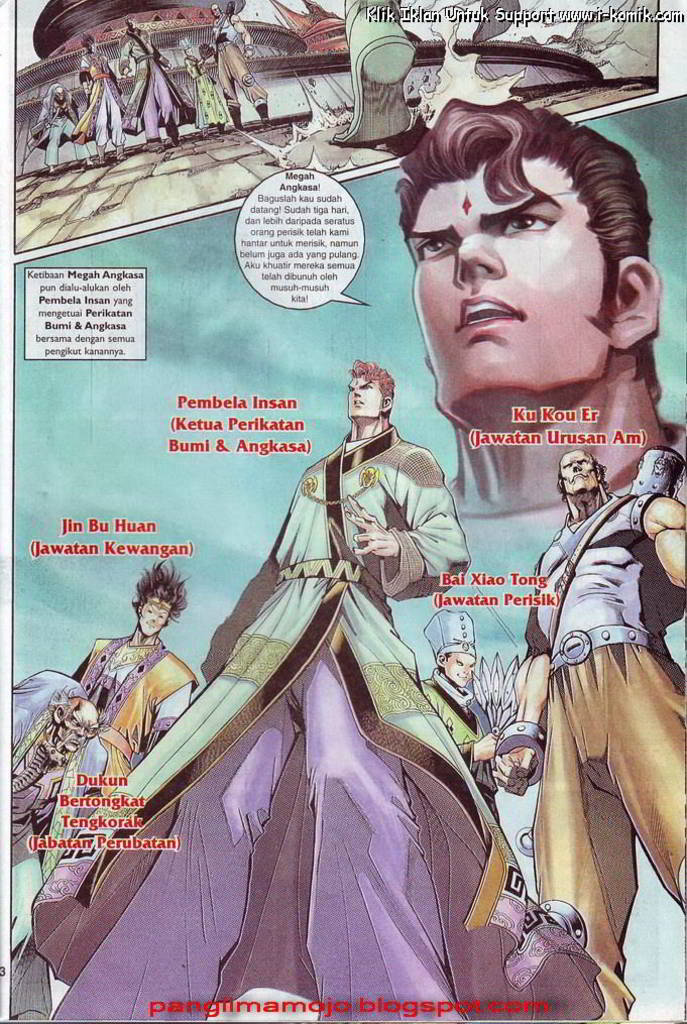 Klik Iklan Untuk Support www.i-komik.com
Megah
Angkasa!
Baguslah kau sudah
datang! Sudah tiga hari,
dan lebih daripada seratus
orang perisik telah kami
hantar untuk merisik, namun
belum juga ada yang pulang.
Aku khuatir mereka semua
telah dibunuh oleh
musuh-musuh
kita!
Ketibaan Megah Angkasa
pun dialu-alukan oleh
Pembela Insan yang
mengetuai Perikatan
Bumi & Angkasa
bersama dengan semua
pengikut kanannya.
Pembela Insan
(Ketua Perikatan
Bumi & Angkasa)
Ku Kou Er
(Jawatan Urusan Am)
Jin Bu Huan
(Jawatan Kewangan)
Bai Xiao Tong
(Jawatan Perisik)
Dukun
Bertongkat
Tengkorak
(Jabatan Perubatan)
3
panglimamojo.blogspot.com